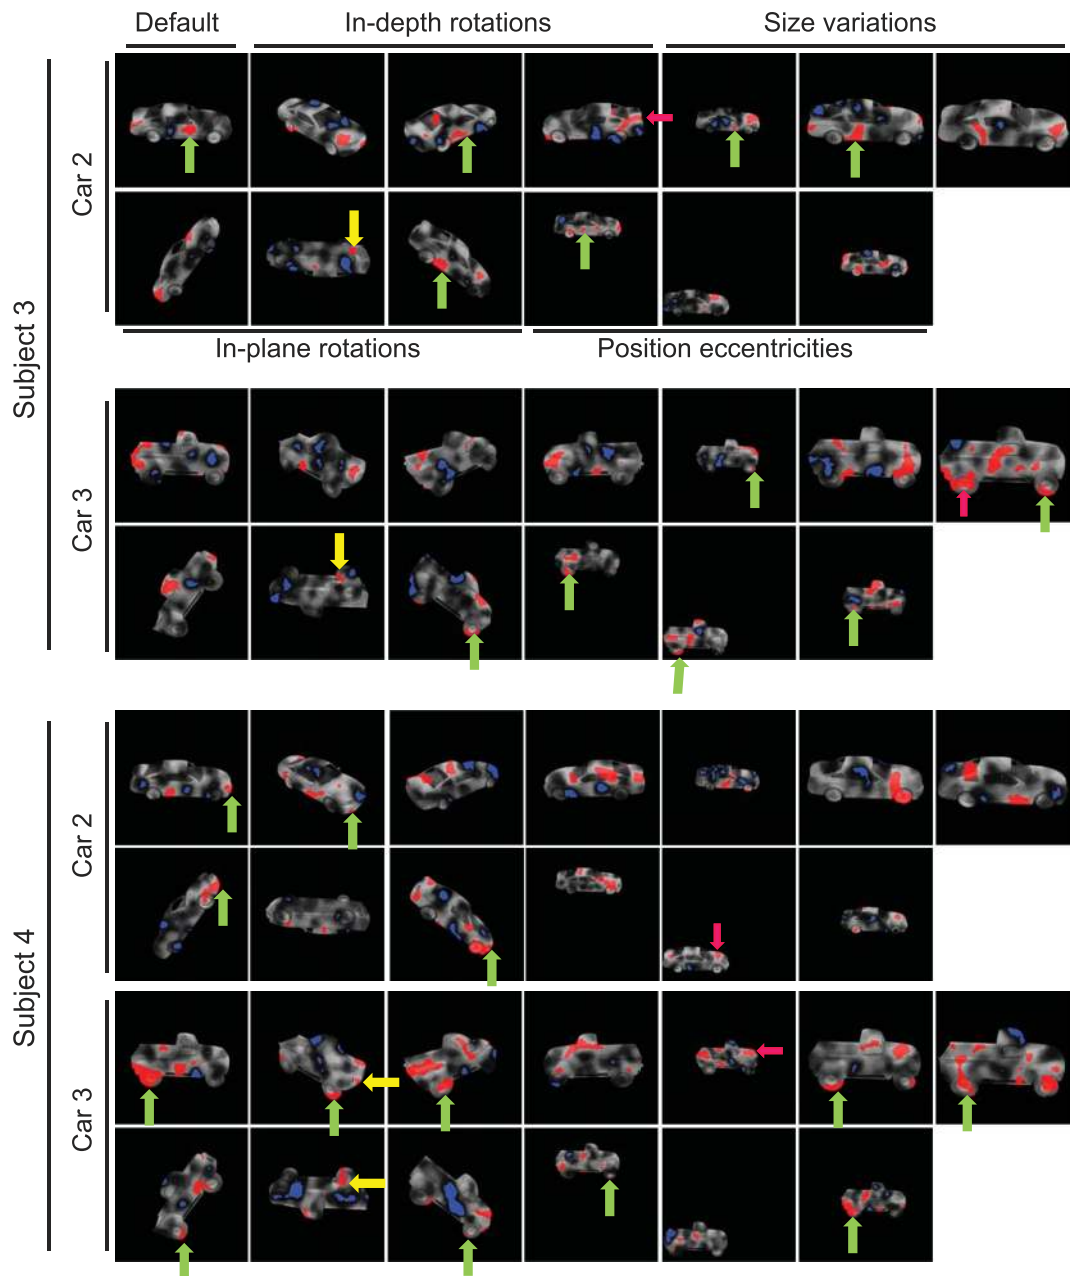 Default
In-depth rotations
Size variations
Subject 3
Car 2
In-plane rotations
Position eccentricities
Car 3
Subject 4
Car 2
Car 3